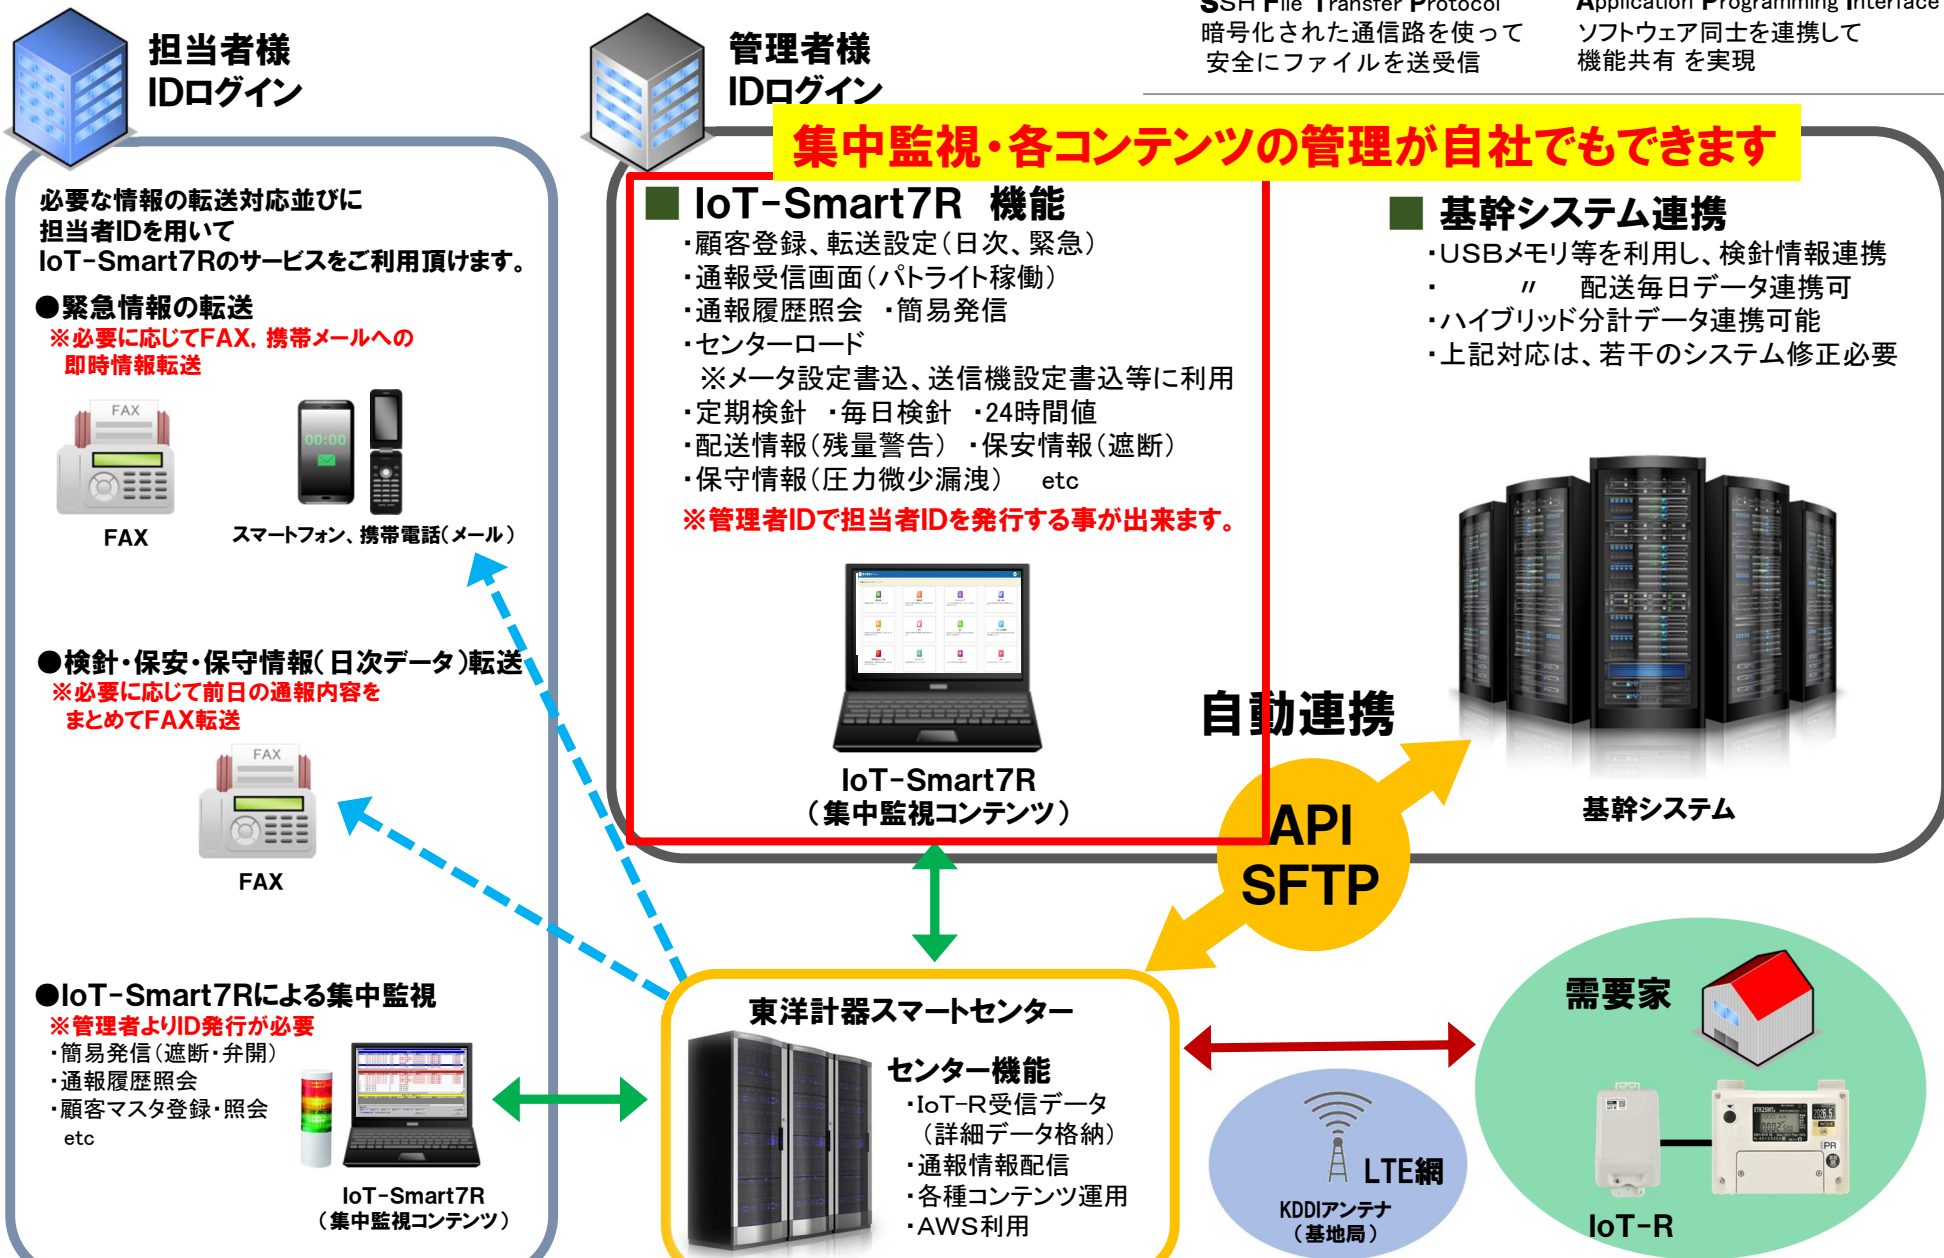 SSH File Transfer Protocol
暗号化された通信路を使って
安全にファイルを送受信
Application Programming Interface
ソフトウェア同士を連携して
機能共有 を実現
担当者様
IDログイン
管理者様
IDログイン
集中監視・各コンテンツの管理が自社でもできます
必要な情報の転送対応並びに
担当者IDを用いて
IoT-Smart7Rのサービスをご利用頂けます。
●緊急情報の転送
※必要に応じてFAX, 携帯メールへの
即時情報転送
FAX
00:00
FAX
スマートフォン、携帯電話(メール)
●検針・保安・保守情報(日次データ)転送
※必要に応じて前日の通報内容を
まとめてFAX転送
FAX
FAX
●IoT-Smart7Rによる集中監視
※管理者よりID発行が必要
・簡易発信(遮断・弁開)
・通報履歴照会
・顧客マスタ登録・照会
etc
IoT-Smart7R
(集中監視コンテンツ)
■ IoT-Smart7R 機能
・顧客登録、転送設定(日次、緊急)
・通報受信画面(パトライト稼働)
・通報履歴照会 ・簡易発信
・センターロード
※メータ設定書込、送信機設定書込等に利用
・定期検針 ・毎日検針 ・24時間値
・配送情報(残量警告) ・保安情報(遮断)
・保守情報(圧力微少漏洩) etc
※管理者IDで担当者IDを発行する事が出来ます。
IoT-Smart7R
(集中監視コンテンツ)
■ 基幹システム連携
・USBメモリ等を利用し、検針情報連携
・ 〃 配送毎日データ連携可
・ハイブリッド分計データ連携可能
・上記対応は、若干のシステム修正必要
自動連携
API
SFTP
基幹システム
東洋計器スマートセンター
センター機能
・IoT-R受信データ
(詳細データ格納)
・通報情報配信
・各種コンテンツ運用
・AWS利用
LTE網
KDDIアンテナ
(基地局)
需要家
IoT-R